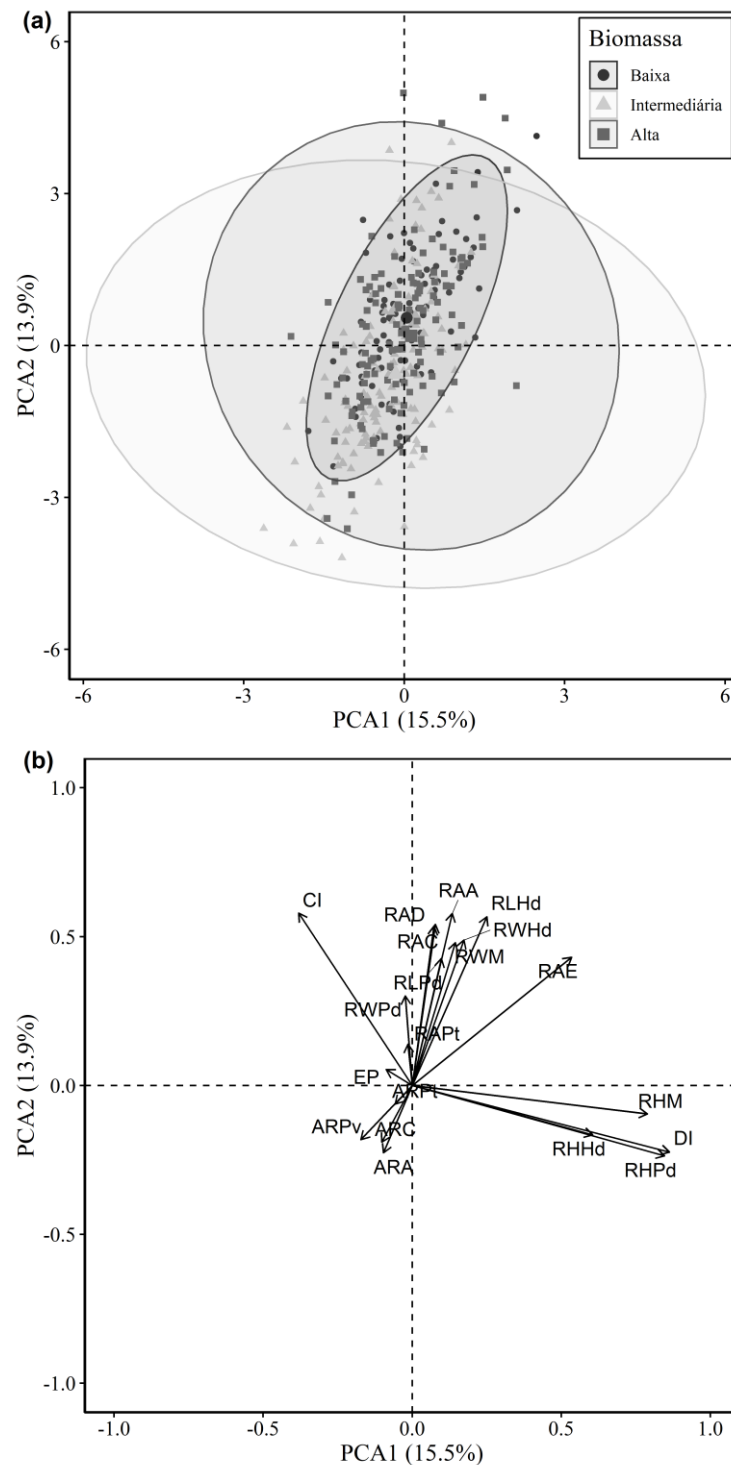 (a)
6
3
0
-3
-6
PCA2 (13.9%)
Biomassa
Baixa
Intermediária
Alta
-6
-3
0
3
6
PCA1 (15.5%)
(b)
1.0
0.5
0.0
-0.5
-1.0
PCA2 (13.9%)
CI
RAA
RLHd
RAD
RWHd
RAC
RWM
RAE
RLPd
RWPd
RAPt
EP
ARPt
RHM
ARPv
ARC
DI
RHHd
ARA
RHPd
-1.0
-0.5
0.0
0.5
1.0
PCA1 (15.5%)